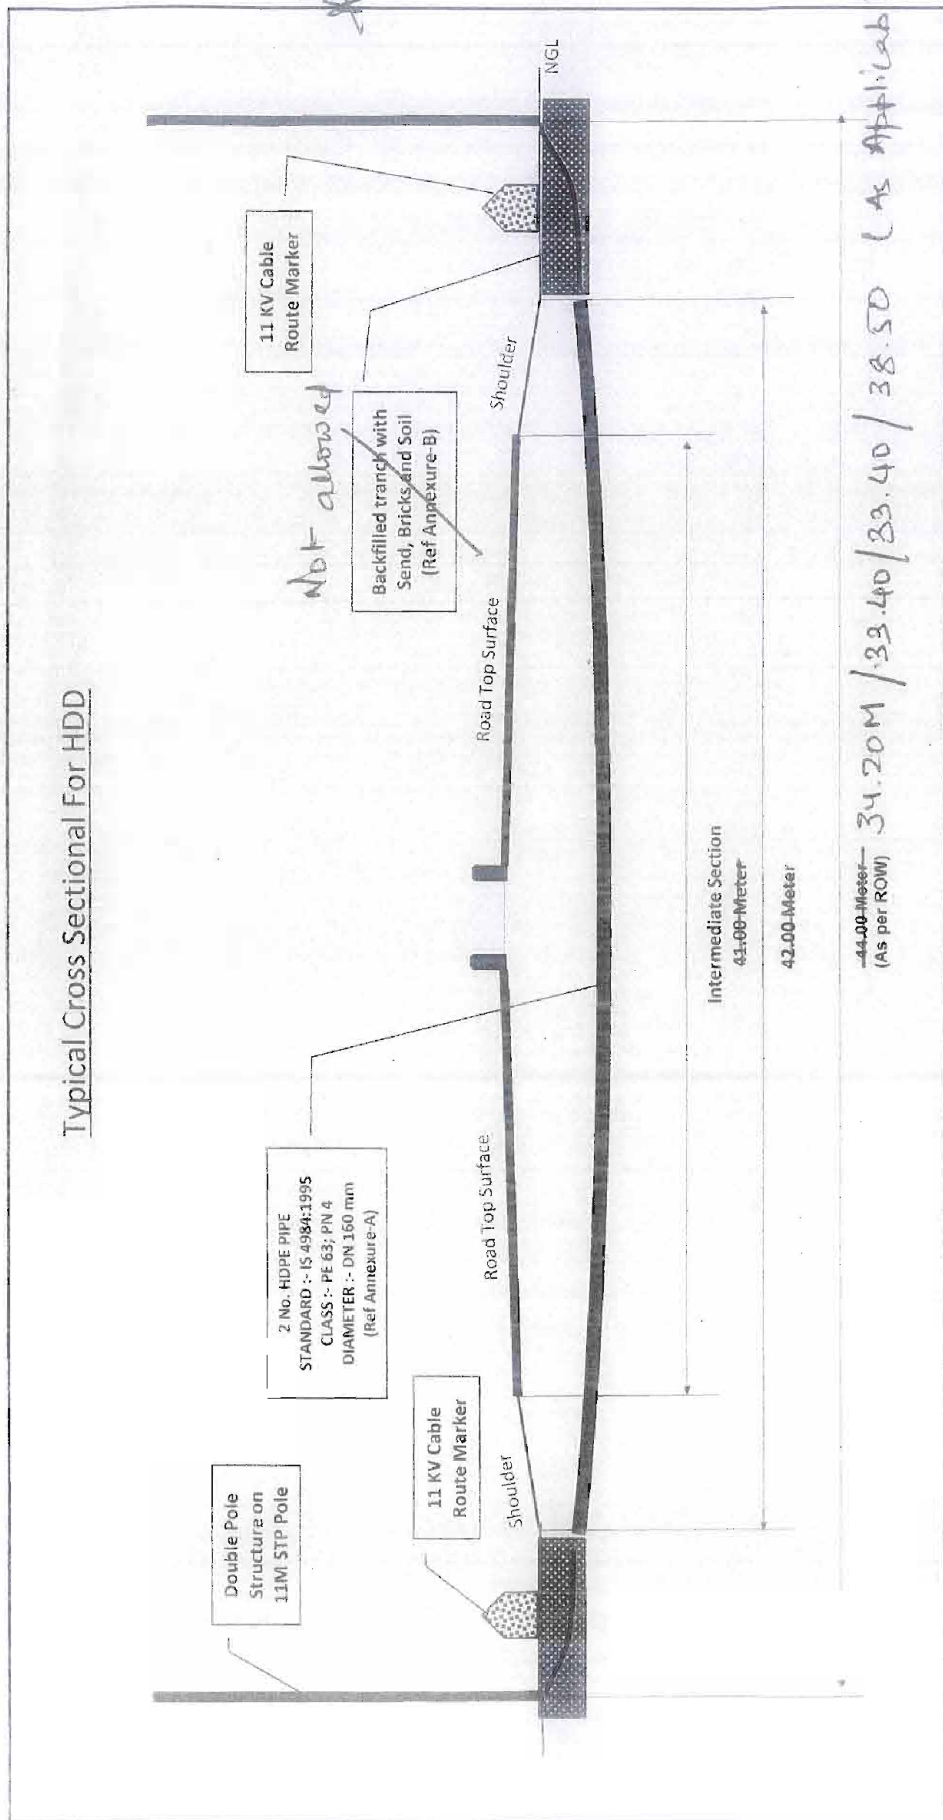 Typical Cross Sectional For HDD
Double Pole
Structure on
11M STP Pole
2 No. HDPE PIPE
STANDARD :- IS 4984:1995
CLASS :- PE 63; PN 4
DIAMETER :- DN 160 mm
(Ref Annexure-A)
11 KV Cable
Route Marker
11 KV Cable
Route Marker
Not allowed
Backfilled tranch with
Send, Bricks and Soil
(Ref Annexure-B)
NGL
Shoulder
Road Top Surface
Road Top Surface
Shoulder
Intermediate Section
41.00 Meter
42.00 Meter
44.00 Meter
(As per ROW)
34.20M / 33.40/33.40/ 38.50 ( As Applicab